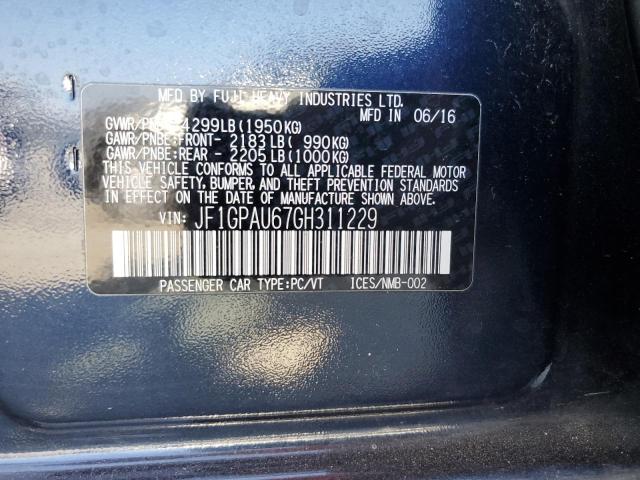 MFD. BY FUJI HEAVY INDUSTRIES LTD.
MFD IN 06/16
GVWR/PNBV 4299LB(1950KG)
GAWR/PNBE:FRONT- 2183LB( 990KG)
GAWR/PNBE:REAR - 2205LB(1000KG)
THIS VEHICLE CONFORMS TO ALL APPLICABLE FEDERAL MOTOR
VEHICLE SAFETY, BUMPER, AND THEFT PREVENTION STANDARDS
IN EFFECT ON THE DATE OF MANUFACTURE SHOWN ABOVE.
VIN: JF1GPAU67GH311229
PASSENGER CAR TYPE:PC/VT ICES/NMB-002